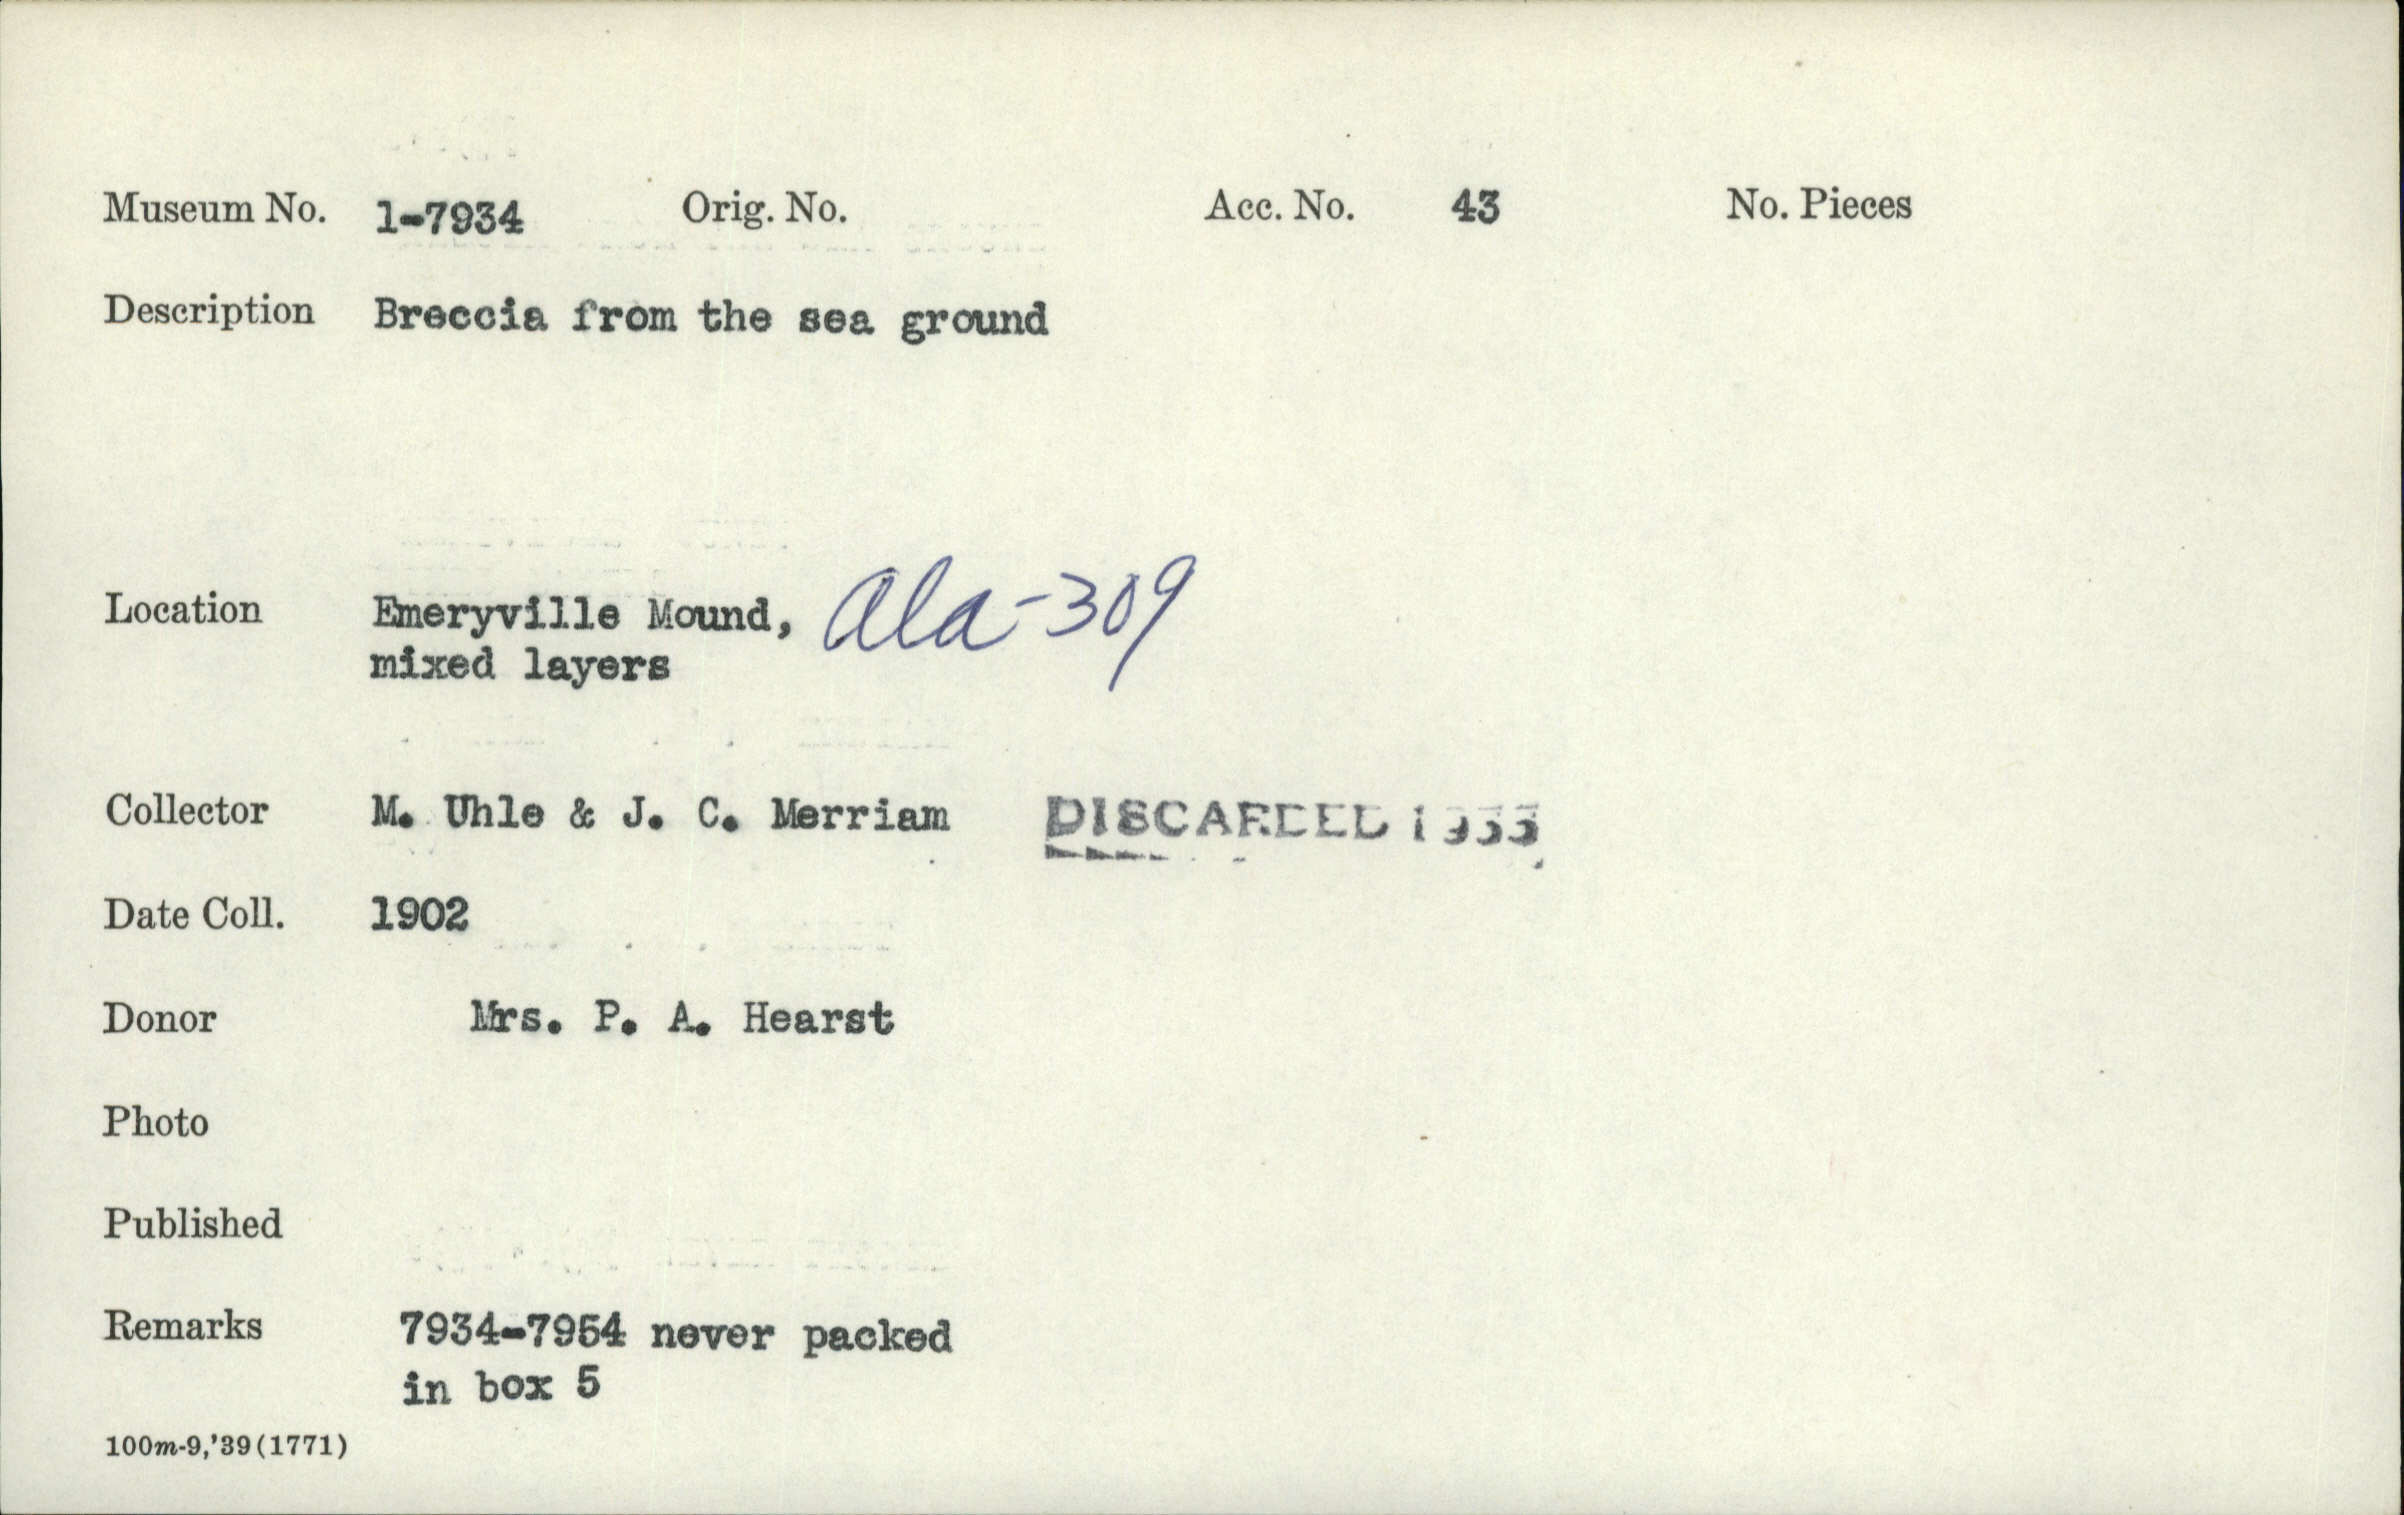 Museum No. 1-7934 Orig. No. Acc. No. 43 No. Pieces
Description Breccia from the sea ground
Location Emeryville Mound, Ala-309
mixed layers
Collector M. Uhle & J. C. Merriam DISCARDED
Date Coll. 1902
Donor Mrs. P. A. Hearst
Photo
Published
Remarks 7934-7954 never packed
in box 5
100m-9,'39(1771)